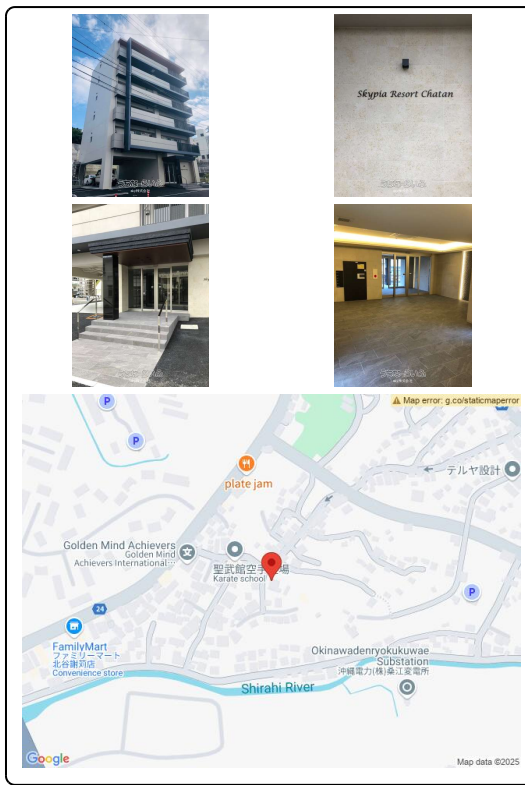 Skypia Resort Chatan
Map error: g.co/staticmaperror
P
P
テルヤ設計
plate jam
Golden Mind Achievers
Golden Mind
Achievers International...
聖武館空手
場
Karate school
P
24
FamilyMart
ファミリーマート
北谷謝苅店
Convenience store
Okinawadenryokukuwae
Substation
沖縄電力(株)桑江変電所
Shirahi River
Google
Map data ©2025